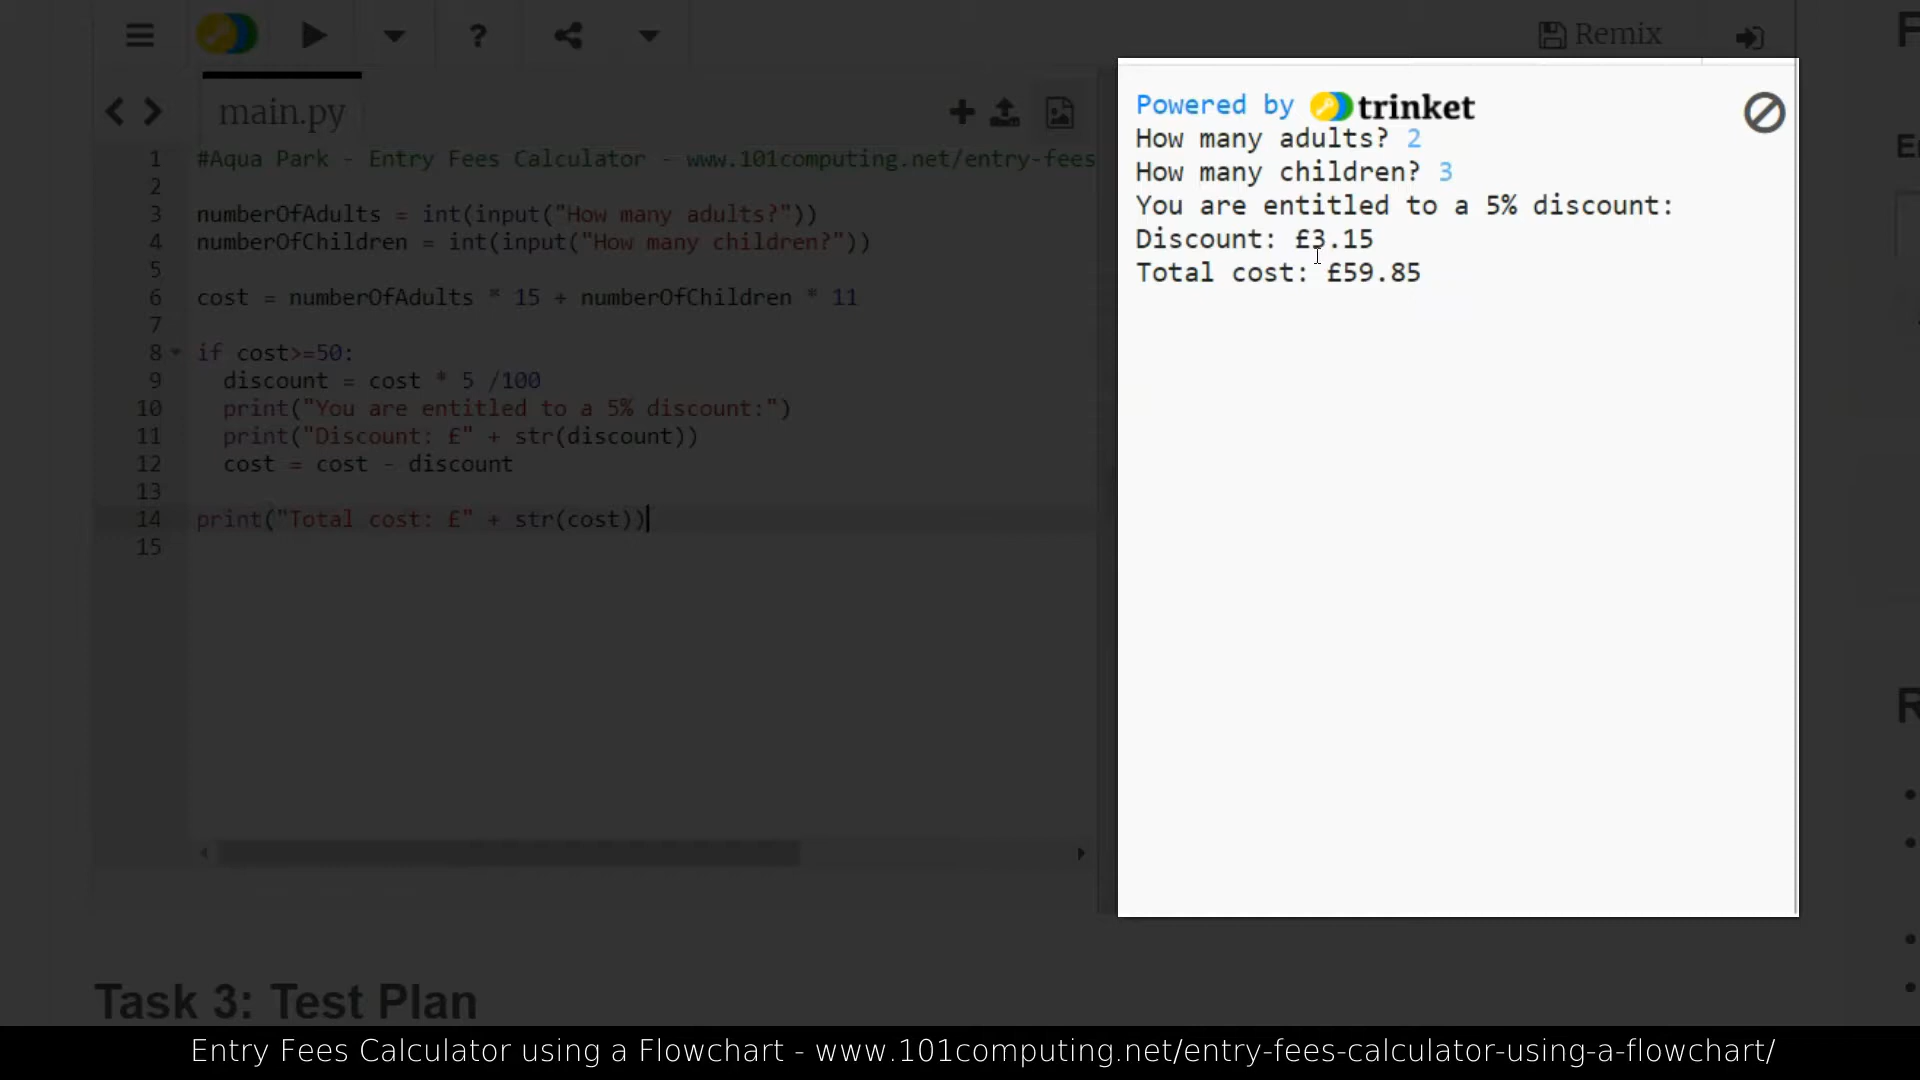 Remix
main.py
1 #Aqua Park - Entry Fees Calculator - www.101computing.net/entry-fees
2
3 numberOfAdults = int(input("How many adults?"))
4 numberOfChildren = int(input("How many children?"))
5
6 cost = numberOfAdults * 15 + numberOfChildren * 11
7
8 if cost>=50:
9 discount = cost * 5 /100
10 print("You are entitled to a 5% discount:")
11 print("Discount: £" + str(discount))
12 cost = cost - discount
13
14 print("Total cost: £" + str(cost))
15
Powered by trinket
How many adults? 2
How many children? 3
You are entitled to a 5% discount:
Discount: £3.15
Total cost: £59.85
Task 3: Test Plan
Entry Fees Calculator using a Flowchart - www.101computing.net/entry-fees-calculator-using-a-flowchart/